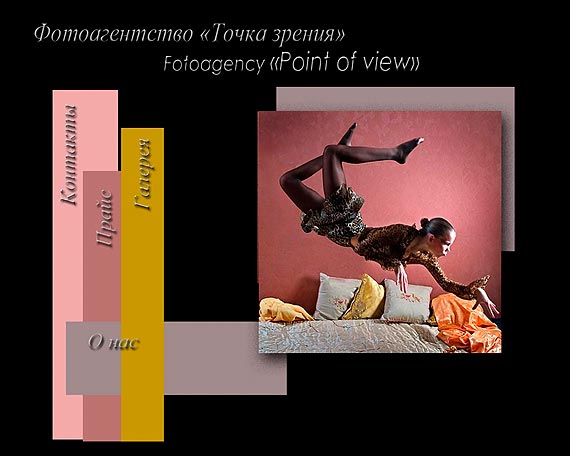 Фотоагентство «Точка зрения»
Fotoagency «Point of view»
Контакты
Прайс
Галерея
О нас